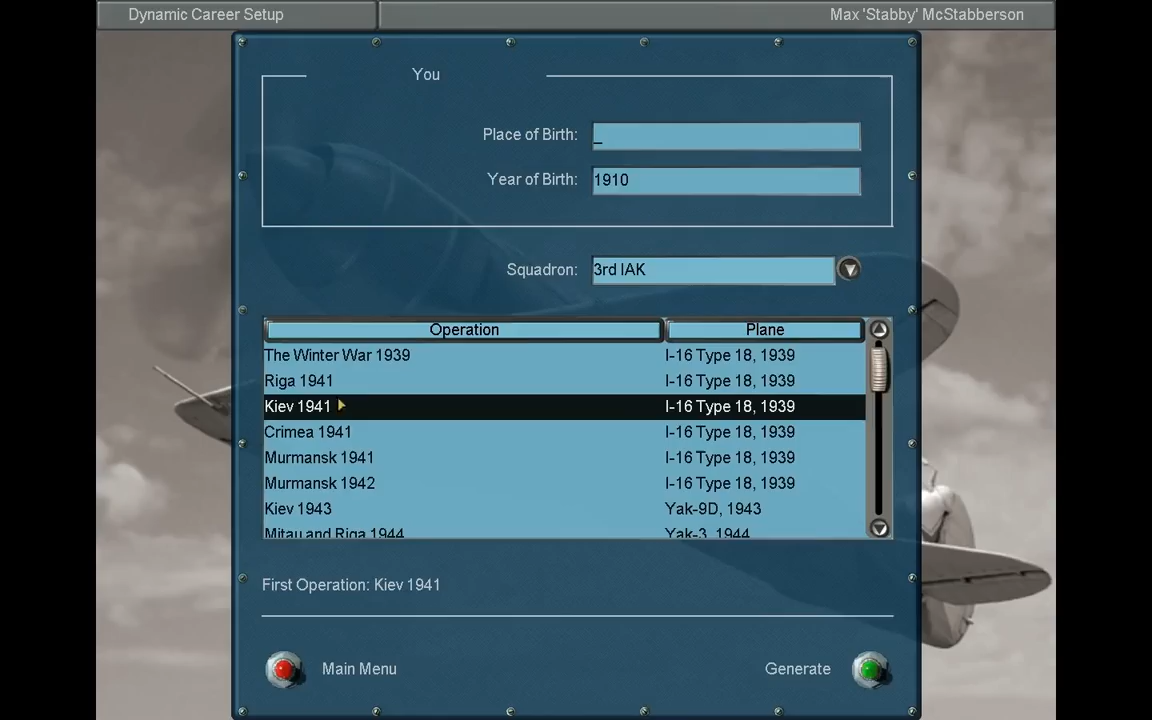 Dynamic Career Setup
Max 'Stabby' McStabberson
You
Place of Birth: _
Year of Birth: 1910
Squadron: 3rd IAK
Operation Plane
The Winter War 1939 I-16 Type 18, 1939
Riga 1941 I-16 Type 18, 1939
Kiev 1941 I-16 Type 18, 1939
Crimea 1941 I-16 Type 18, 1939
Murmansk 1941 I-16 Type 18, 1939
Murmansk 1942 I-16 Type 18, 1939
Kiev 1943 Yak-9D, 1943
Mitau and Riga 1944 Yak-3, 1944
First Operation: Kiev 1941
Main Menu
Generate